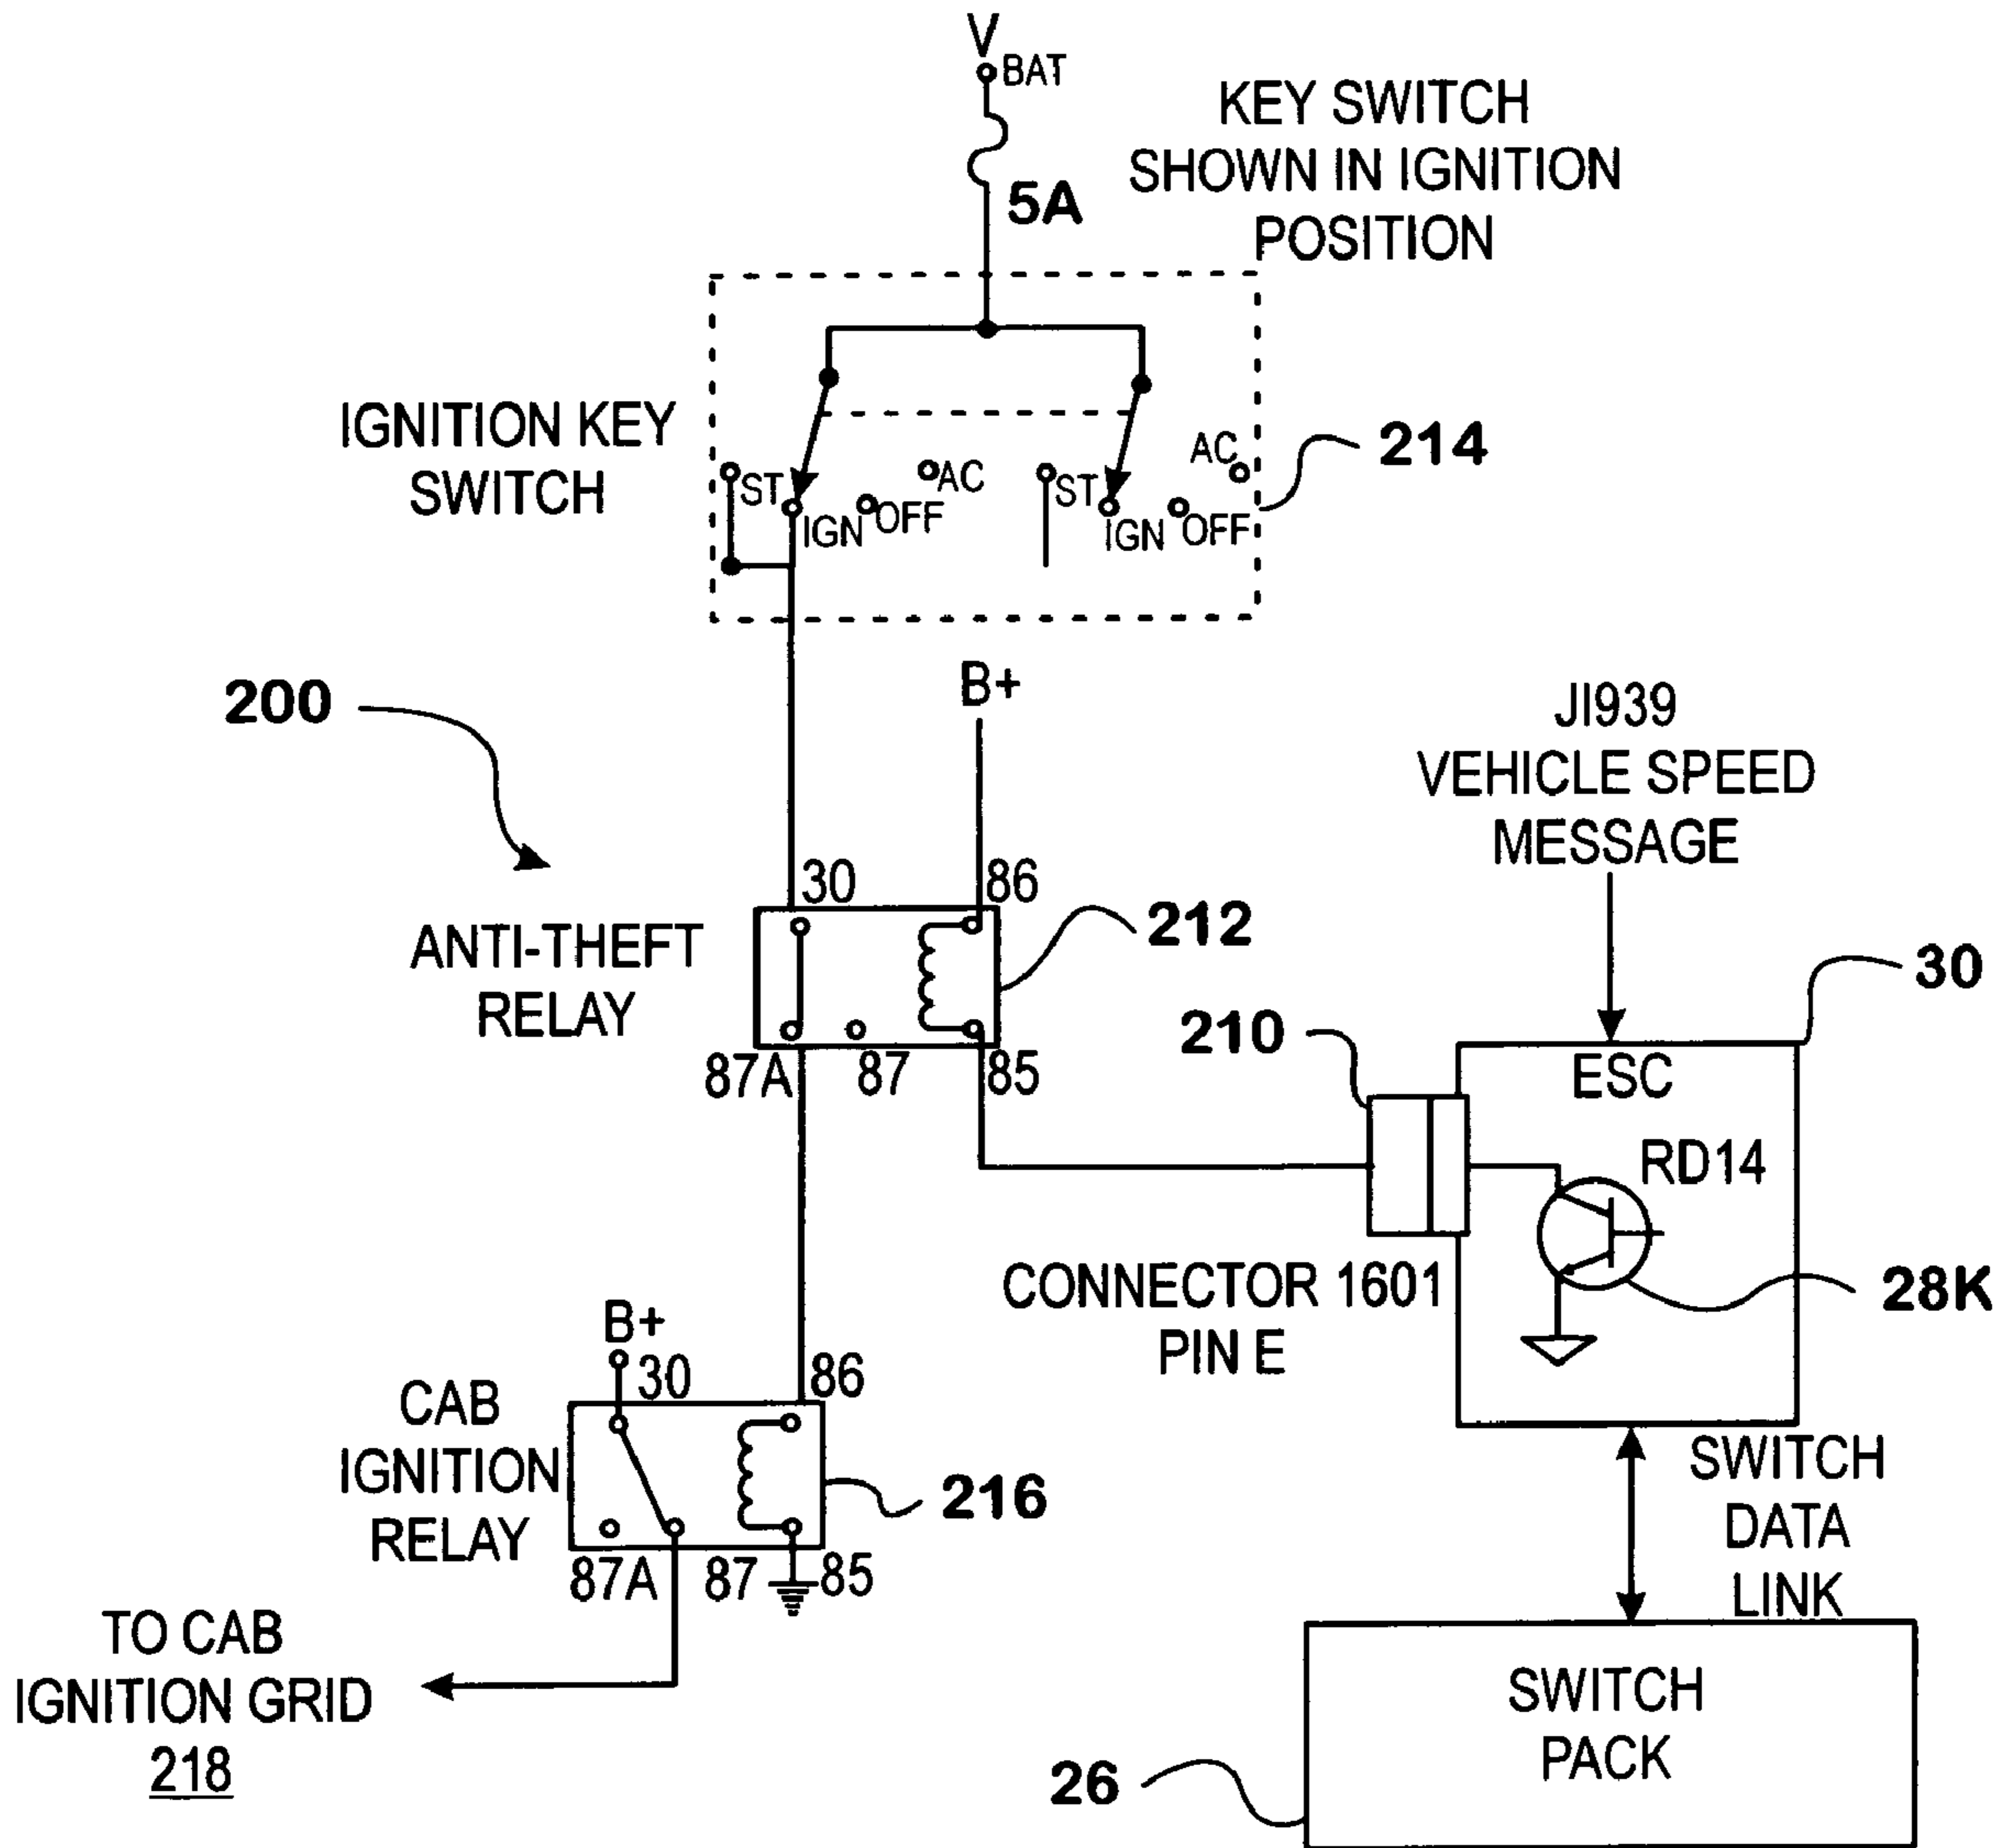 V
BAT
5A
KEY SWITCH
SHOWN IN IGNITION
POSITION
IGNITION KEY
SWITCH
ST
IGN
OFF
AC
ST
IGN
OFF
AC
214
200
B+
JI939
VEHICLE SPEED
MESSAGE
30
86
ANTI-THEFT
RELAY
212
87A
87
85
210
30
ESC
RD14
28K
CONNECTOR 1601
PIN E
B+
30
86
CAB
IGNITION
RELAY
216
87A
87
85
SWITCH
DATA
LINK
TO CAB
IGNITION GRID
218
SWITCH
PACK
26